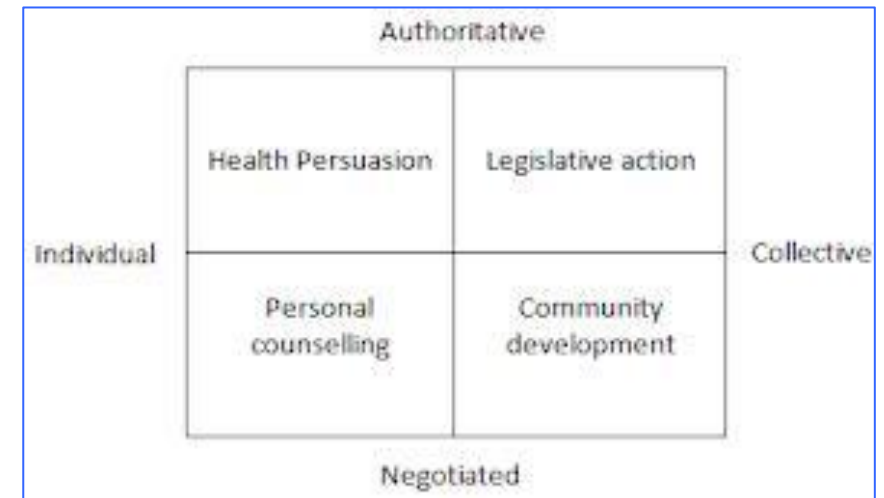 Authoritative
Health Persuasion
Legislative action
Individual
Collective
Personal
counselling
Community
development
Negotiated